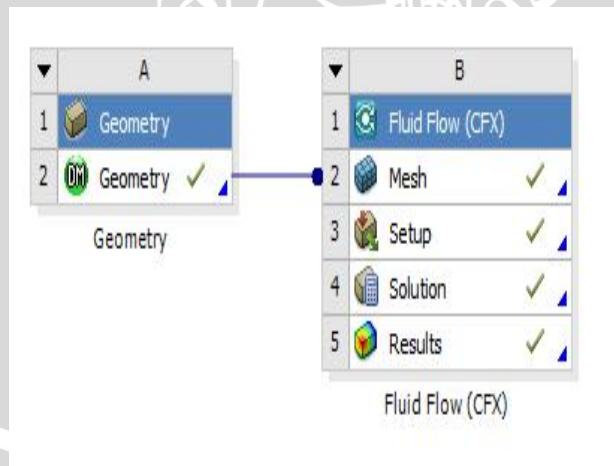 A
1 Geometry
2 DM Geometry
Geometry
B
1 Fluid Flow (CFX)
2 Mesh
3 Setup
4 Solution
5 Results
Fluid Flow (CFX)